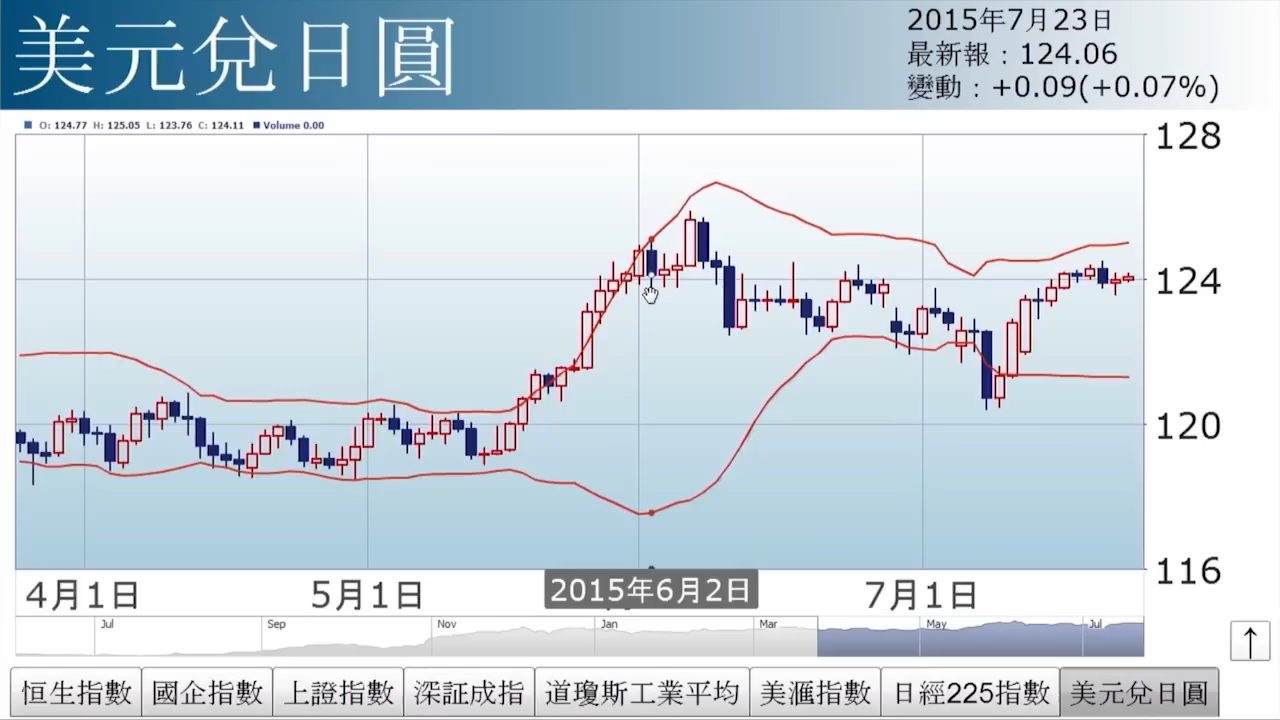 美元兌日圓
2015年7月23日
最新報：124.06
變動：+0.09(+0.07%)
O: 124.77 H: 125.05 L: 123.76 C: 124.11 Volume 0.00
128
124
120
116
4月1日 5月1日 2015年6月2日 7月1日
Jul Sep Nov Jan Mar May Jul
恒生指數 國企指數 上證指數 深証成指 道瓊斯工業平均 美滙指數 日經225指數 美元兌日圓